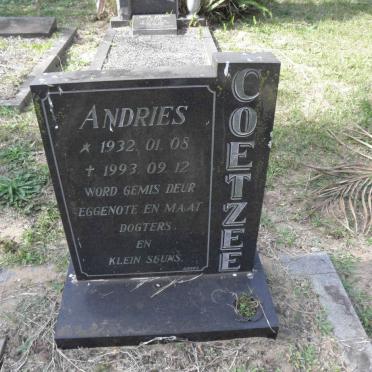 ANDRIES
* 1932. 01. 08
† 1993. 09. 12
WORD GEMIS DEUR
EGGENOTE EN MAAT
DOGTERS
EN
KLEIN SEUNS.
COETZEE